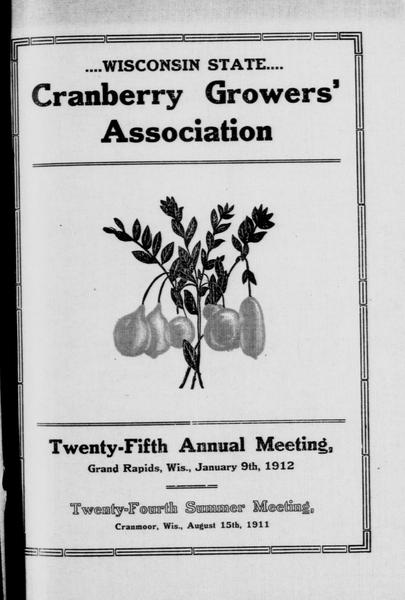 ....WISCONSIN STATE....
Cranberry Growers'
Association
Twenty-Fifth Annual Meeting,
Grand Rapids, Wis., January 9th, 1912
Twenty-Fourth Summer Meeting,
Cranmoor, Wis., August 15th, 1911